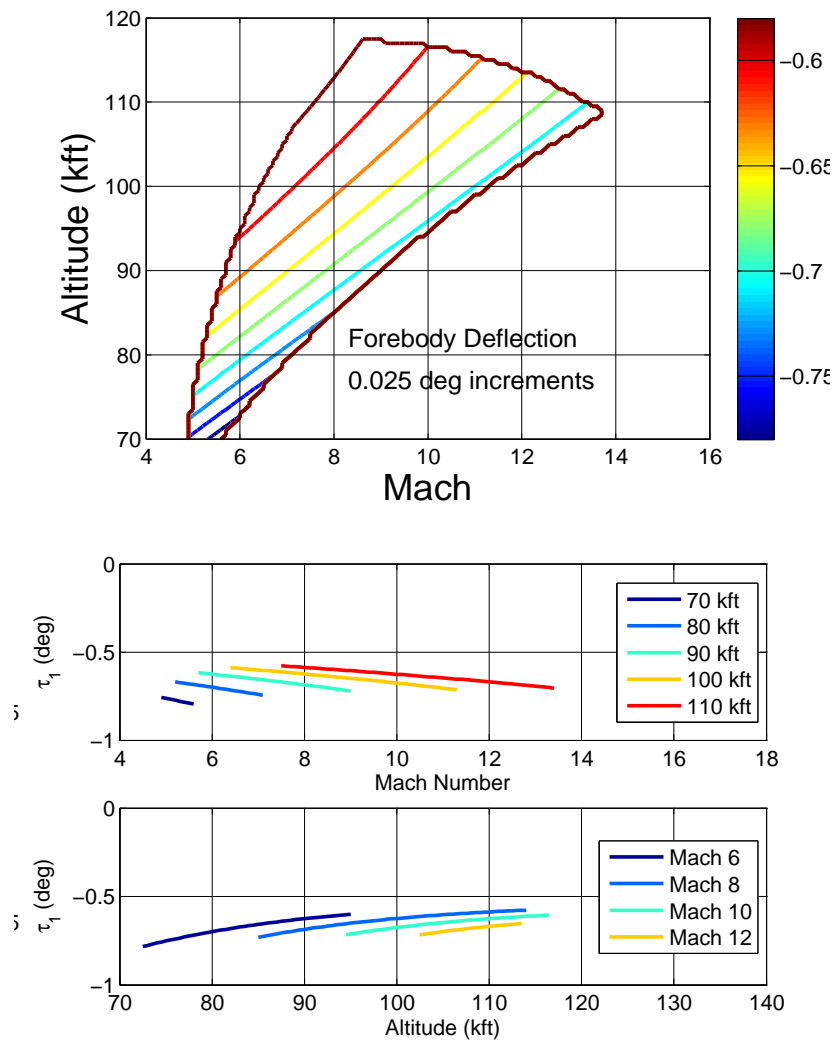 120
110
100
90
80
70
4 6 8 10 12 14 16
Altitude (kft)
Mach
Forebody Deflection
0.025 deg increments
−0.6
−0.65
−0.7
−0.75
0
−0.5
−1
τ1 (deg)
4 6 8 10 12 14 16 18
Mach Number
70 kft
80 kft
90 kft
100 kft
110 kft
0
−0.5
−1
τ1 (deg)
70 80 90 100 110 120 130 140
Altitude (kft)
Mach 6
Mach 8
Mach 10
Mach 12